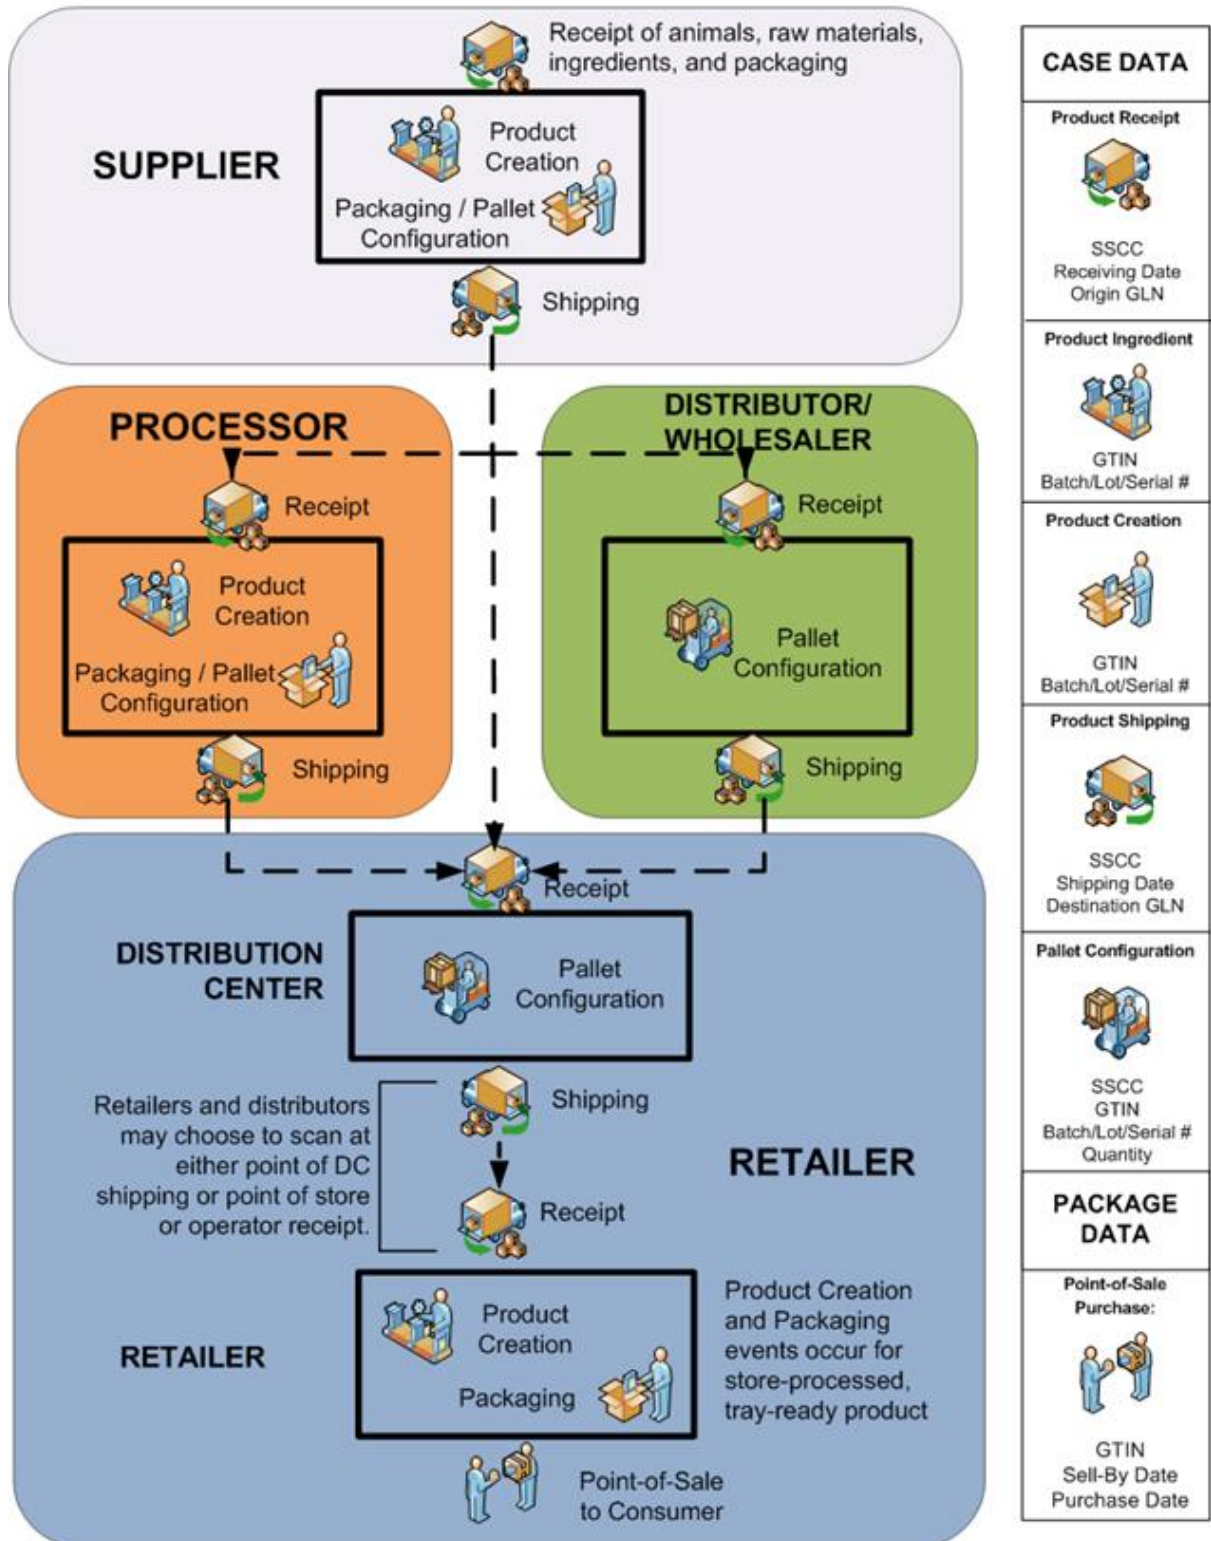 Receipt of animals, raw materials,
ingredients, and packaging
SUPPLIER
Product
Creation
Packaging / Pallet
Configuration
Shipping
PROCESSOR
Receipt
Product
Creation
Packaging / Pallet
Configuration
Shipping
DISTRIBUTOR/
WHOLESALER
Receipt
Pallet
Configuration
Shipping
Receipt
DISTRIBUTION
CENTER
Pallet
Configuration
Shipping
Retailers and distributors
may choose to scan at
either point of DC
shipping or point of store
or operator receipt.
RETAILER
Receipt
RETAILER
Product
Creation
Packaging
Product Creation
and Packaging
events occur for
store-processed,
tray-ready product
Point-of-Sale
to Consumer
CASE DATA
Product Receipt
SSCC
Receiving Date
Origin GLN
Product Ingredient
GTIN
Batch/Lot/Serial #
Product Creation
GTIN
Batch/Lot/Serial #
Product Shipping
SSCC
Shipping Date
Destination GLN
Pallet Configuration
SSCC
GTIN
Batch/Lot/Serial #
Quantity
PACKAGE
DATA
Point-of-Sale
Purchase:
GTIN
Sell-By Date
Purchase Date